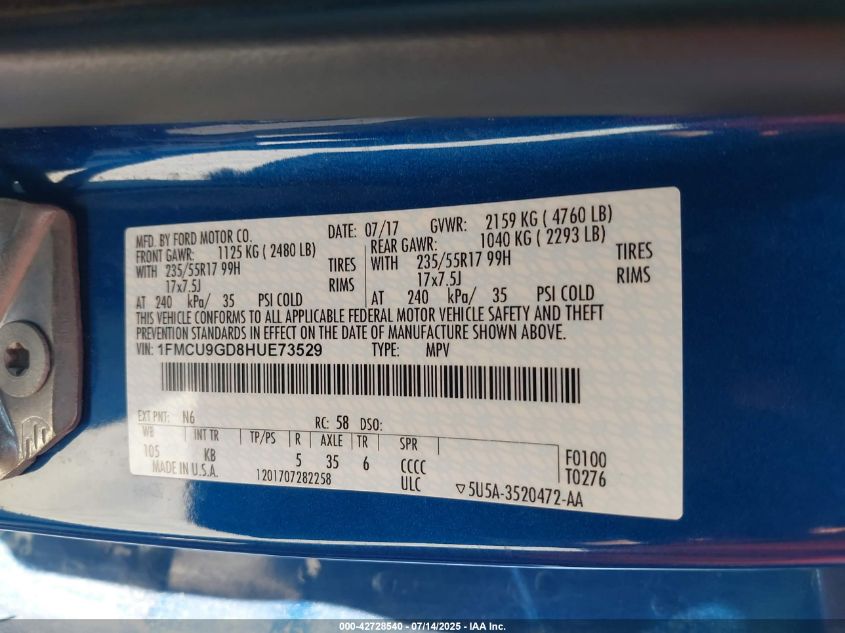 MFD. BY FORD MOTOR CO. DATE: 07/17 GVWR: 2159 KG ( 4760 LB)
FRONT GAWR: 1125 KG ( 2480 LB) REAR GAWR: 1040 KG ( 2293 LB)
WITH 235/55R17 99H TIRES WITH 235/55R17 99H TIRES
17x7.5J RIMS 17x7.5J RIMS
AT 240 kPa/ 35 PSI COLD AT 240 kPa/ 35 PSI COLD
THIS VEHICLE CONFORMS TO ALL APPLICABLE FEDERAL MOTOR VEHICLE SAFETY AND THEFT
PREVENTION STANDARDS IN EFFECT ON THE DATE OF MANUFACTURE SHOWN ABOVE.
VIN: 1FMCU9GD8HUE73529 TYPE: MPV
EXT PNT: N6 RC: 58 DSO:
WB INT TR TP/PS R AXLE TR SPR
105 KB 5 35 6 CCCC F0100
MADE IN U.S.A. 1201707282258 ULC T0276
▽5U5A-3520472-AA
000-42728540 - 07/14/2025 - IAA Inc.